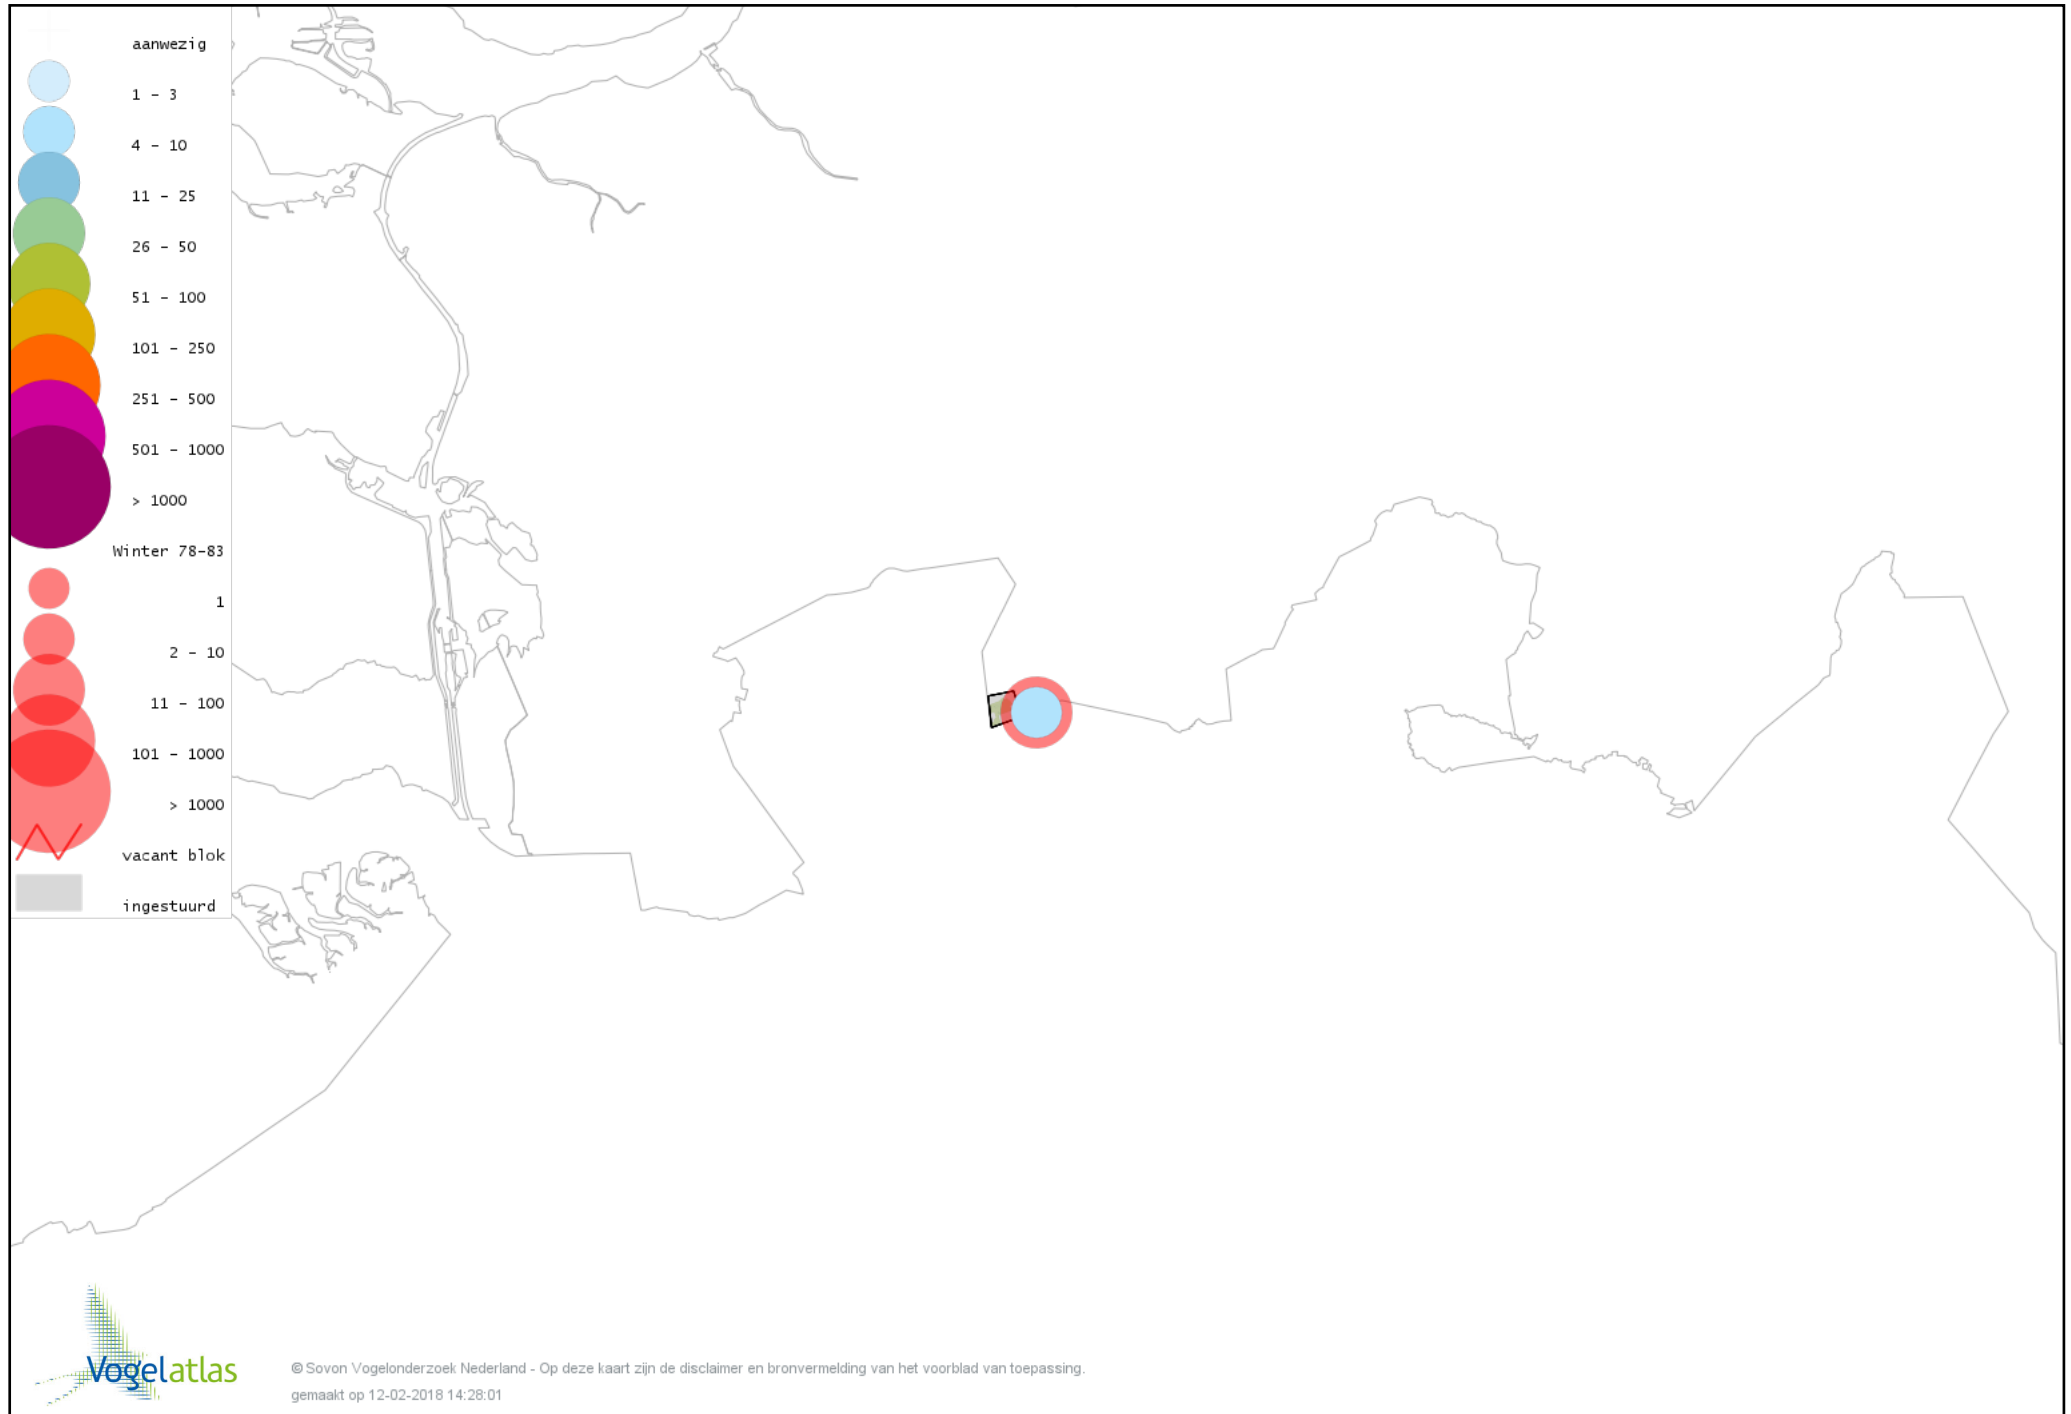 aanwezig
1 - 3
4 - 10
11 - 25
26 - 50
51 - 100
101 - 250
251 - 500
501 - 1000
> 1000
Winter 78-83
1
2 - 10
11 - 100
101 - 1000
> 1000
vacant blok
ingestuurd
Vogelatlas
© Sovon Vogelonderzoek Nederland - Op deze kaart zijn de disclaimer en bronvermelding van het voorblad van toepassing.
gemaakt op 12-02-2018 14:28:01